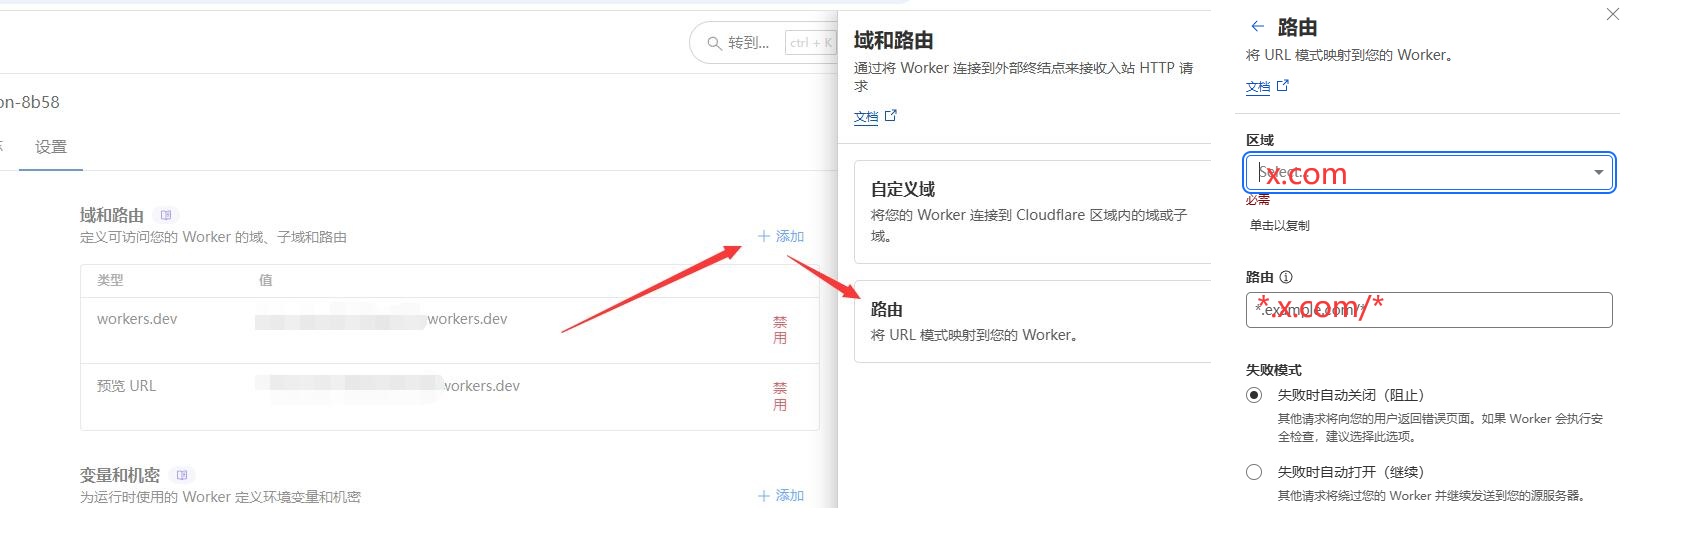 转到... ctrl + K
on-8b58
设置
域和路由
定义可访问您的 Worker 的域、子域和路由
+ 添加
类型 值
workers.dev workers.dev 禁用
预览 URL workers.dev 禁用
变量和机密
为运行时使用的 Worker 定义环境变量和机密
+ 添加
域和路由
通过将 Worker 连接到外部终结点来接收入站 HTTP 请
求
文档
自定义域
将您的 Worker 连接到 Cloudflare 区域内的域或子
域。
路由
将 URL 模式映射到您的 Worker。
路由
将 URL 模式映射到您的 Worker。
文档
区域
Select...
x.com
必需
单击以复制
路由
*.example.com/*
*.x.com/*
失败模式
失败时自动关闭（阻止）
其他请求将向您的用户返回错误页面。如果 Worker 会执行安
全检查，建议选择此选项。
失败时自动打开（继续）
其他请求将绕过您的 Worker 并继续发送到您的源服务器。